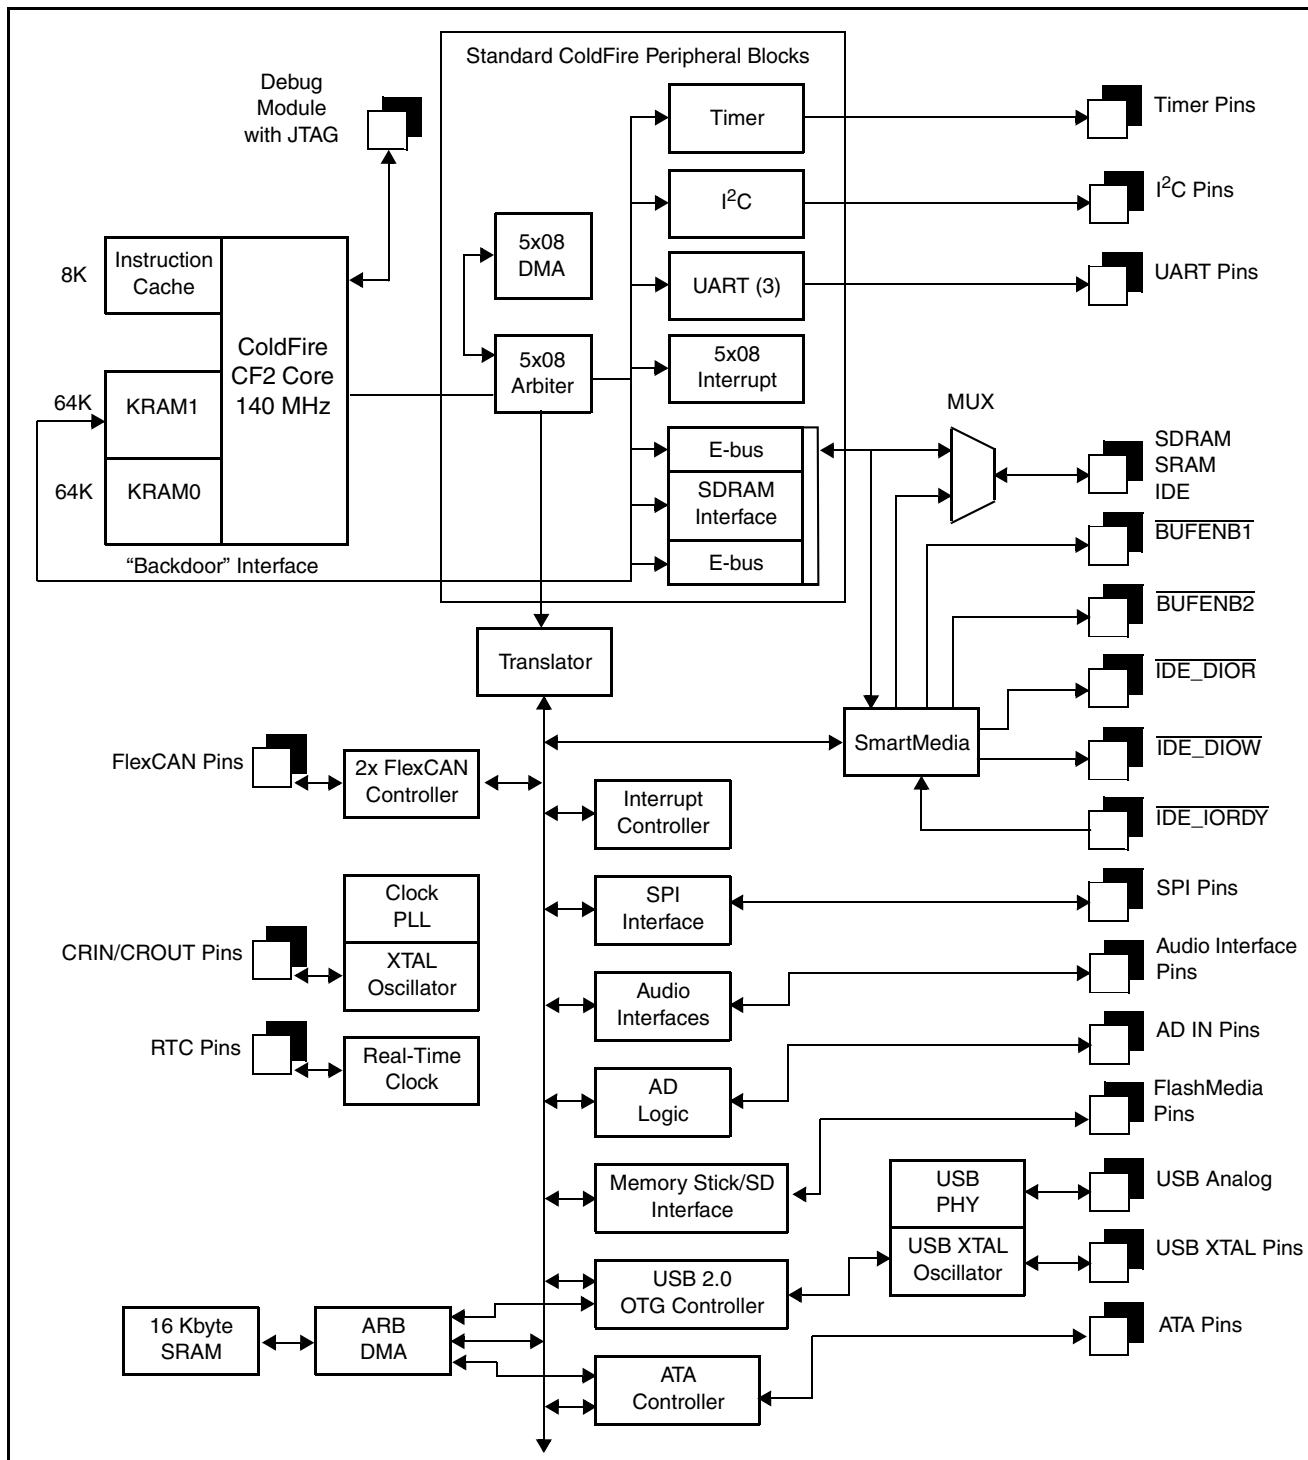 Standard ColdFire Peripheral Blocks
Debug
Module
with JTAG
Timer
Timer Pins
I²C
I²C Pins
5x08
DMA
UART (3)
UART Pins
8K
Instruction
Cache
ColdFire
CF2 Core
140 MHz
5x08
Arbiter
5x08
Interrupt
64K
KRAM1
64K
KRAM0
MUX
E-bus
SDRAM
Interface
E-bus
SDRAM
SRAM
IDE
"Backdoor" Interface
BUFENB1
BUFENB2
Translator
IDE_DIOR
SmartMedia
IDE_DIOW
IDE_IORDY
FlexCAN Pins
2x FlexCAN
Controller
Interrupt
Controller
Clock
PLL
SPI
Interface
SPI Pins
CRIN/CROUT Pins
XTAL
Oscillator
Audio
Interfaces
Audio Interface
Pins
RTC Pins
Real-Time
Clock
AD
Logic
AD IN Pins
FlashMedia
Pins
Memory Stick/SD
Interface
USB
PHY
USB Analog
USB XTAL
Oscillator
USB XTAL Pins
USB 2.0
OTG Controller
16 Kbyte
SRAM
ARB
DMA
ATA
Controller
ATA Pins